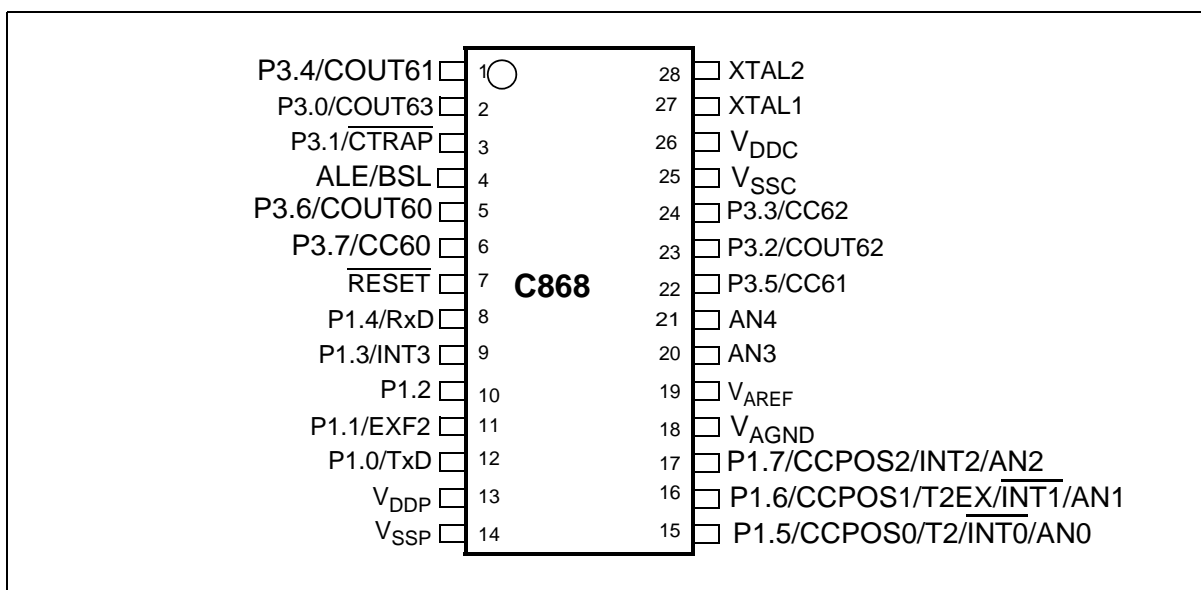 P3.4/COUT61 1 28 XTAL2
P3.0/COUT63 2 27 XTAL1
P3.1/C̅T̅R̅A̅P̅ 3 26 VDDC
ALE/BSL 4 25 VSSC
P3.6/COUT60 5 24 P3.3/CC62
P3.7/CC60 6 23 P3.2/COUT62
R̅E̅S̅E̅T̅ 7 C868 22 P3.5/CC61
P1.4/RxD 8 21 AN4
P1.3/INT3 9 20 AN3
P1.2 10 19 VAREF
P1.1/EXF2 11 18 VAGND
P1.0/TxD 12 17 P1.7/CCPOS2/INT2/AN2
VDDP 13 16 P1.6/CCPOS1/T2EX/I̅N̅T̅1̅/AN1
VSSP 14 15 P1.5/CCPOS0/T2/I̅N̅T̅0̅/AN0